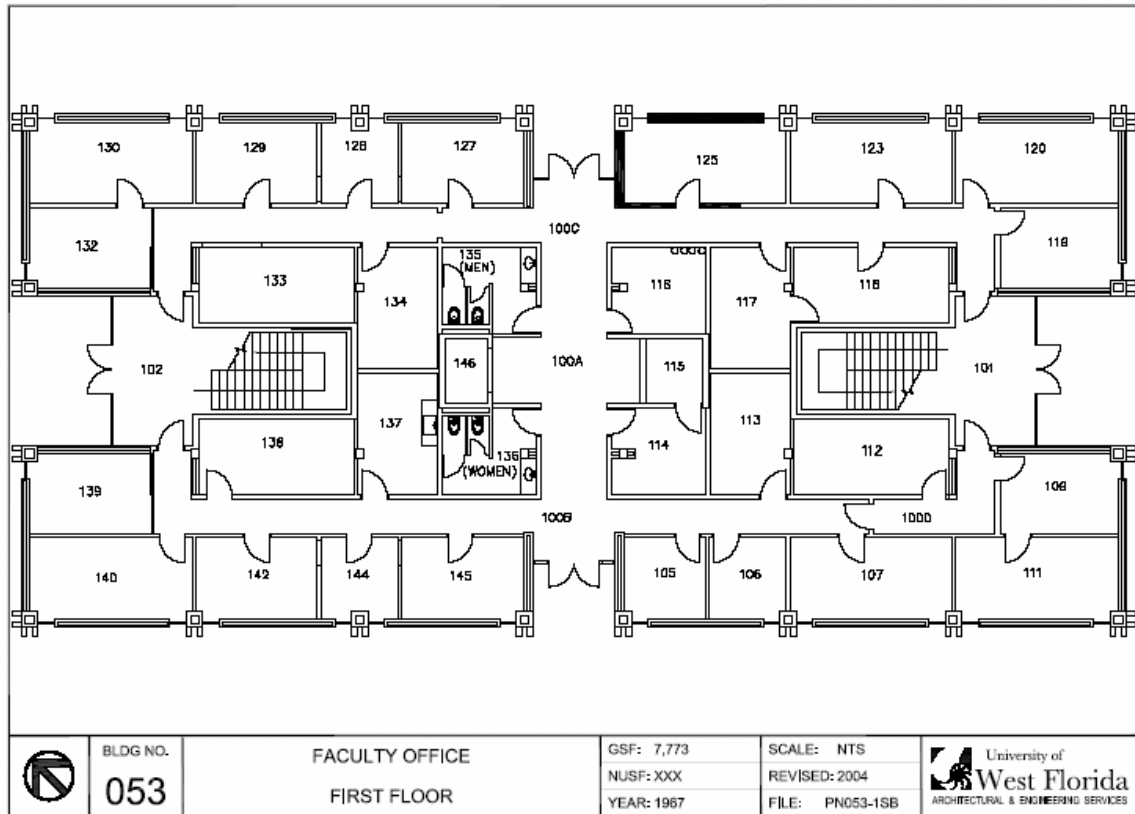 130
129
128
127
125
123
120
132
100C
119
133
135
(MEN)
134
116
117
118
102
146
100A
115
101
137
138
136
(WOMEN)
114
113
112
139
109
100B
100D
140
142
144
145
105
106
107
111
BLDG NO.
053
FACULTY OFFICE
FIRST FLOOR
GSF: 7,773
NUSF: XXX
YEAR: 1967
SCALE: NTS
REVISED: 2004
FILE: PN053-1SB
University of
West Florida
ARCHITECTURAL & ENGINEERING SERVICES